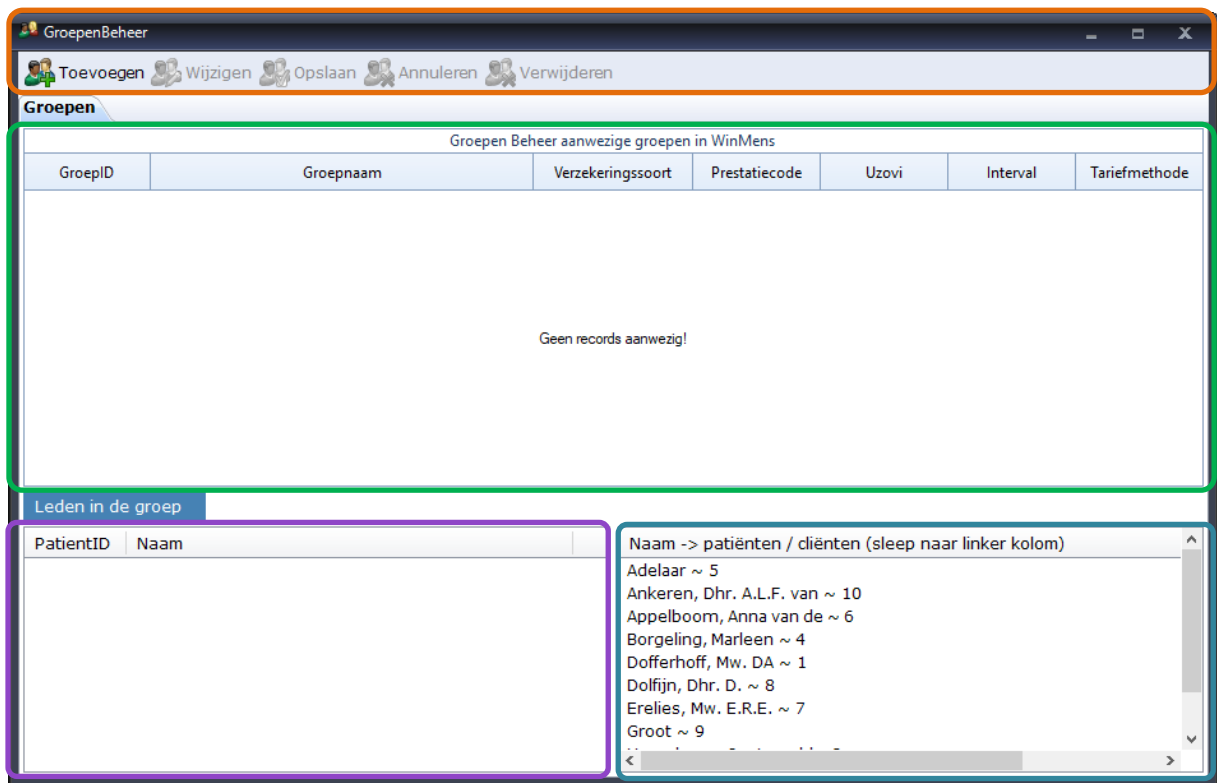 GroepenBeheer
Toevoegen Wijzigen Opslaan Annuleren Verwijderen
Groepen
Groepen Beheer aanwezige groepen in WinMens
GroepID Groepnaam Verzekeringssoort Prestatiecode Uzovi Interval Tariefmethode
Geen records aanwezig!
Leden in de groep
PatientID Naam
Naam -> patiënten / cliënten (sleep naar linker kolom)
Adelaar ~ 5
Ankeren, Dhr. A.L.F. van ~ 10
Appelboom, Anna van de ~ 6
Borgeling, Marleen ~ 4
Dofferhoff, Mw. DA ~ 1
Dolfijn, Dhr. D. ~ 8
Erelies, Mw. E.R.E. ~ 7
Groot ~ 9